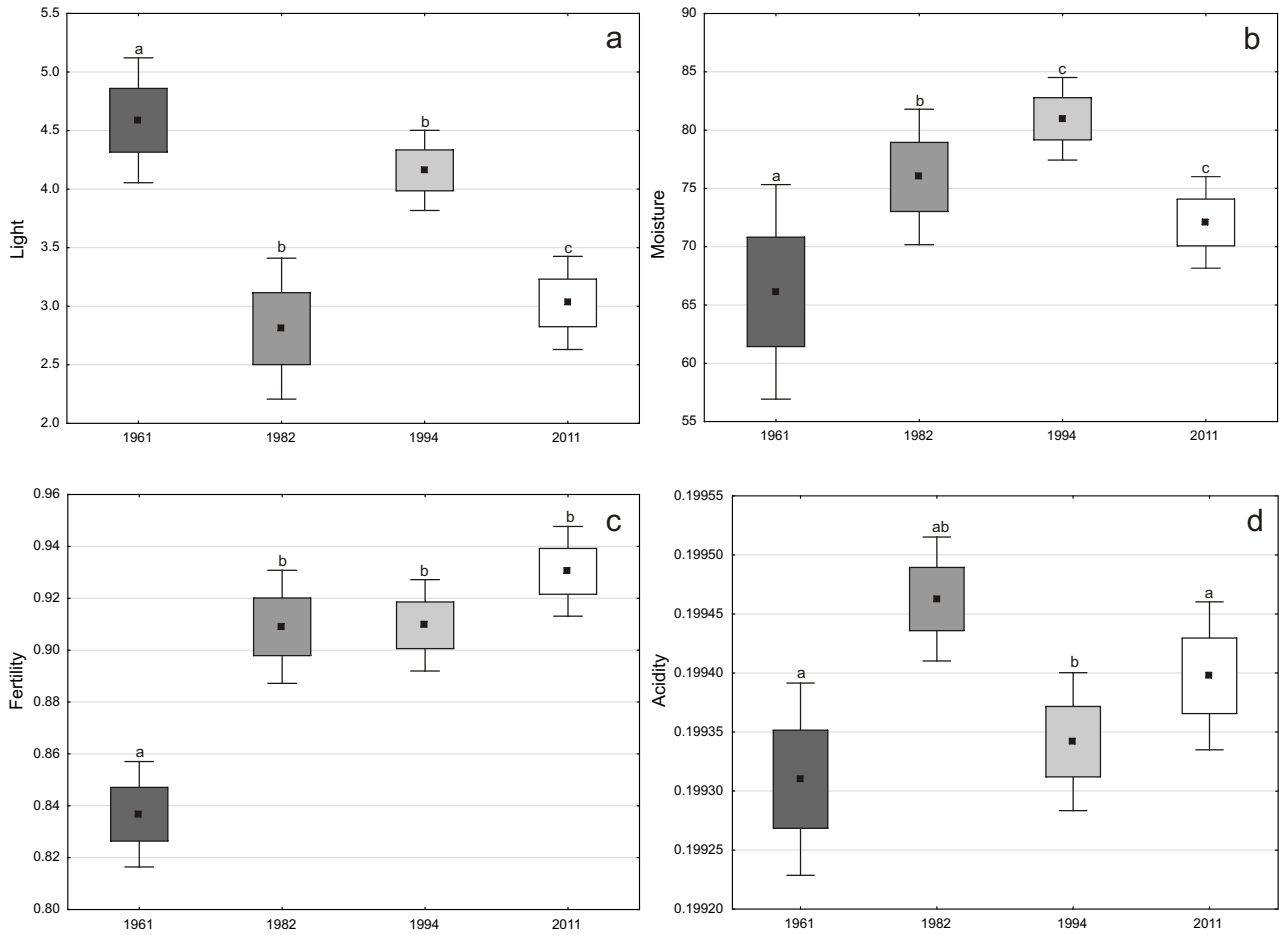 a
5.5
5.0
4.5
4.0
3.5
3.0
2.5
2.0
Light
a
b
b
c
1961 1982 1994 2011
b
90
85
80
75
70
65
60
55
Moisture
a
b
c
c
1961 1982 1994 2011
c
0.96
0.94
0.92
0.90
0.88
0.86
0.84
0.82
0.80
Fertility
a
b
b
b
1961 1982 1994 2011
d
0.19955
0.19950
0.19945
0.19940
0.19935
0.19930
0.19925
0.19920
Acidity
a
ab
b
a
1961 1982 1994 2011